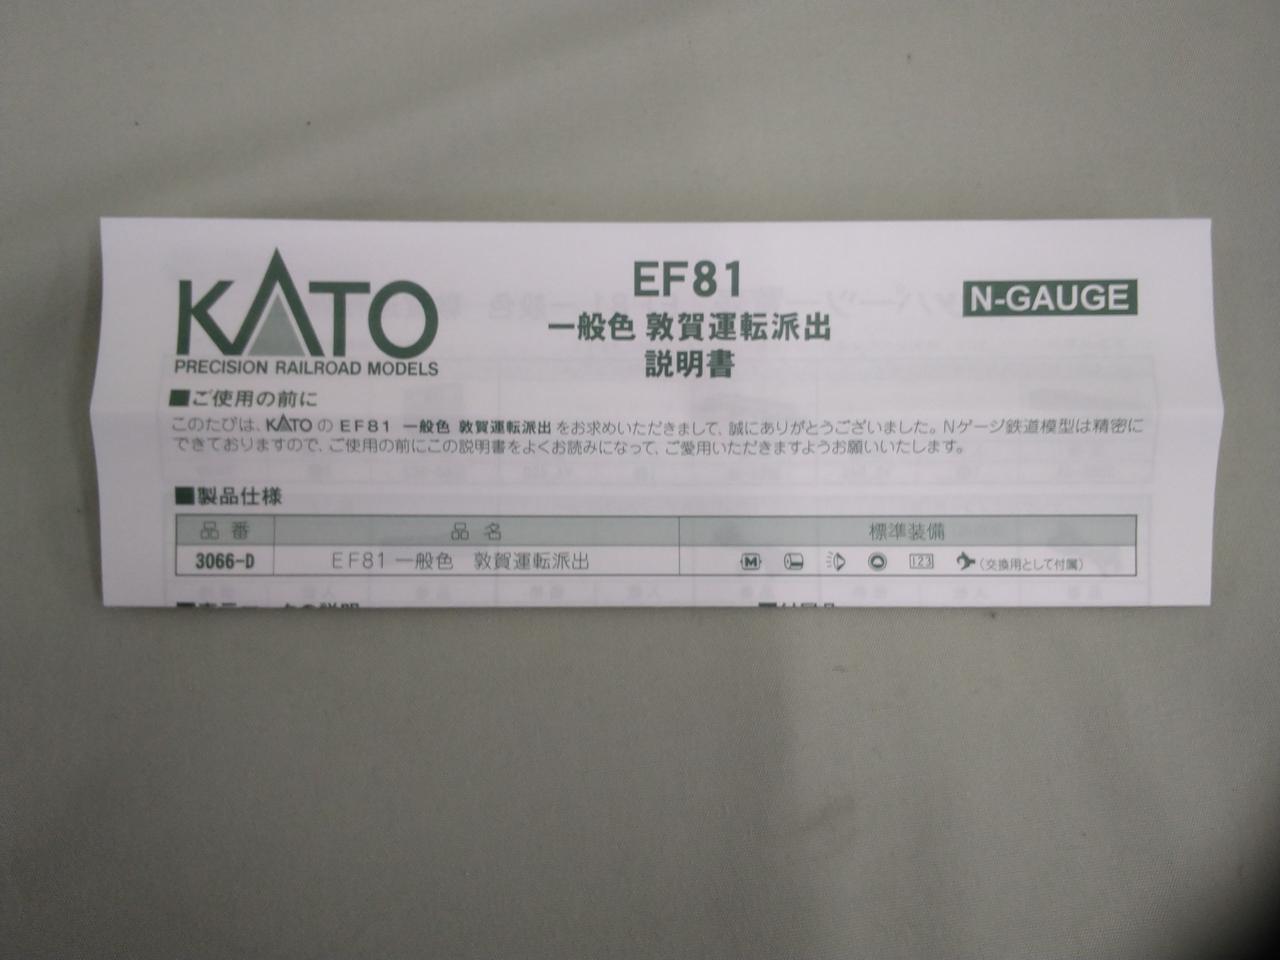 KATO
PRECISION RAILROAD MODELS
EF81
一般色 敦賀運転派出
説明書
N-GAUGE
■ご使用の前に
このたびは、KATOの EF81 一般色 敦賀運転派出 をお求めいただきまして、誠にありがとうございました。Nゲージ鉄道模型は精密に
できておりますので、ご使用の前にこの説明書をよくお読みになって、ご愛用いただきますようお願いいたします。
■製品仕様
品番 品名 標準装備
3066-D EF81 一般色 敦賀運転派出 M 123 (交換用として付属)